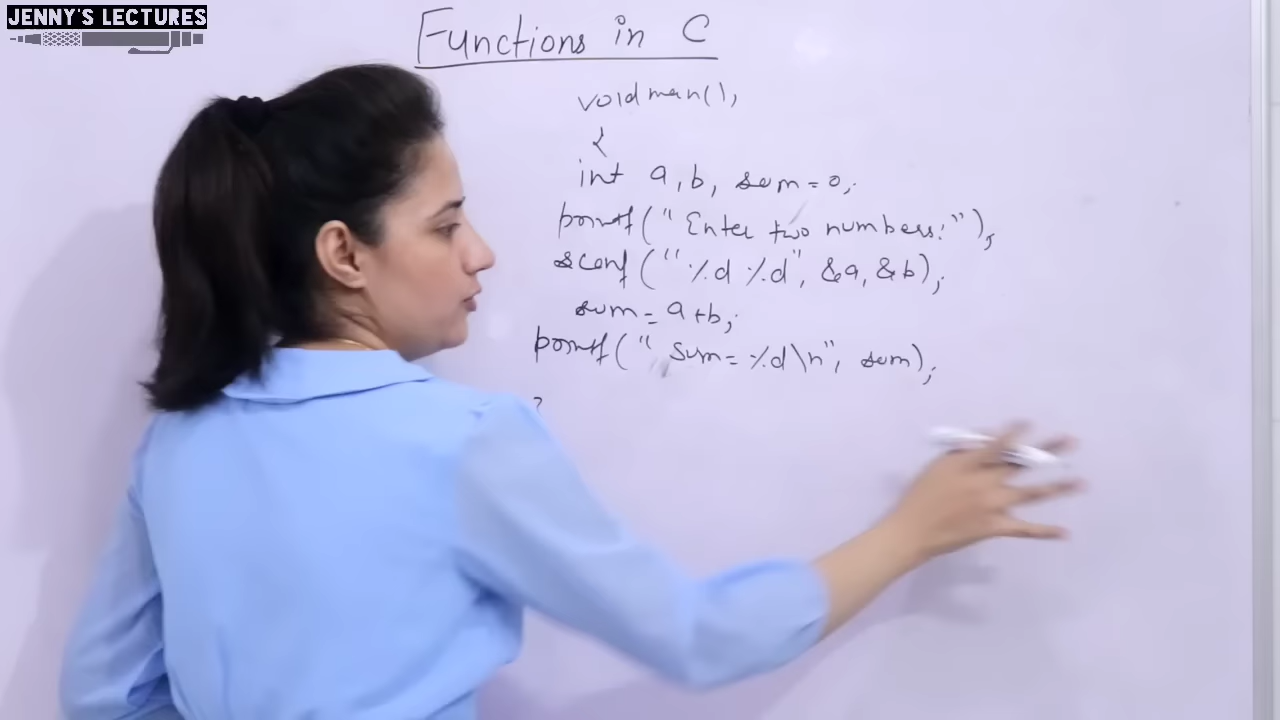 JENNY'S LECTURES
Functions in C
void main(),
{
int a, b, sum = 0;
printf(" Enter two numbers:");
scanf("%d %d", &a, &b);
sum = a+b;
printf(" Sum = %d\n", sum);
}